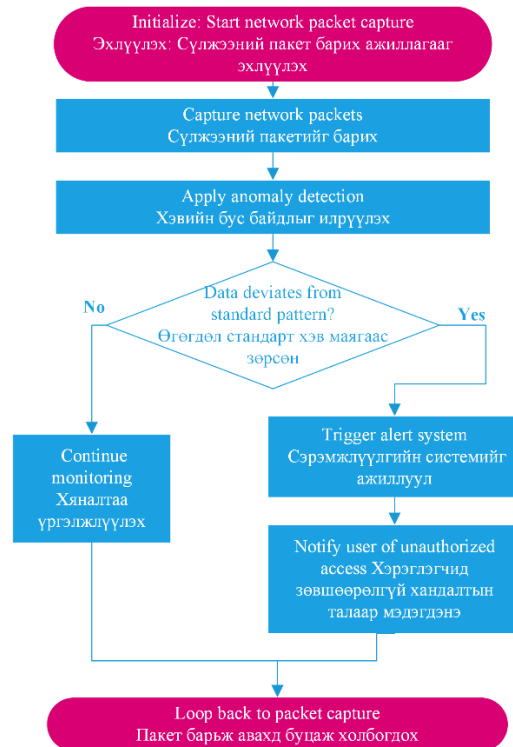 Initialize: Start network packet capture
Эхлүүлэх: Сүлжээний пакет барих ажиллагааг
эхлүүлэх
Capture network packets
Сүлжээний пакетийг барих
Apply anomaly detection
Хэвийн бус байдлыг илрүүлэх
Data deviates from
standard pattern?
Өгөгдөл стандарт хэв маягаас
зөрсөн
No
Yes
Continue
monitoring
Хяналтаа
үргэлжлүүлэх
Trigger alert system
Сэрэмжлүүлгийн системийг
ажиллуул
Notify user of unauthorized
access Хэрэглэгчид
зөвшөөрөлгүй хандалтын
талаар мэдэгдэнэ
Loop back to packet capture
Пакет барьж авахд буцаж холбогдох